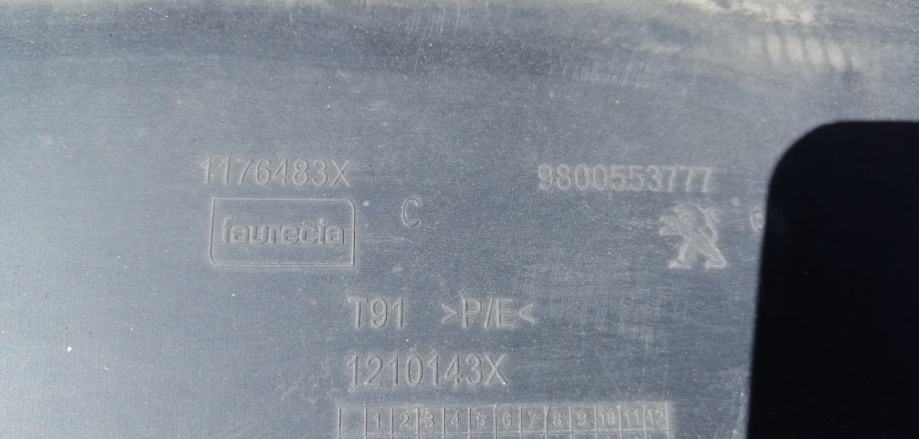 1176483X 9800553777
faurecia C
T91 >P/E<
1210143X
1 2 3 4 5 6 7 8 9 10 11 12